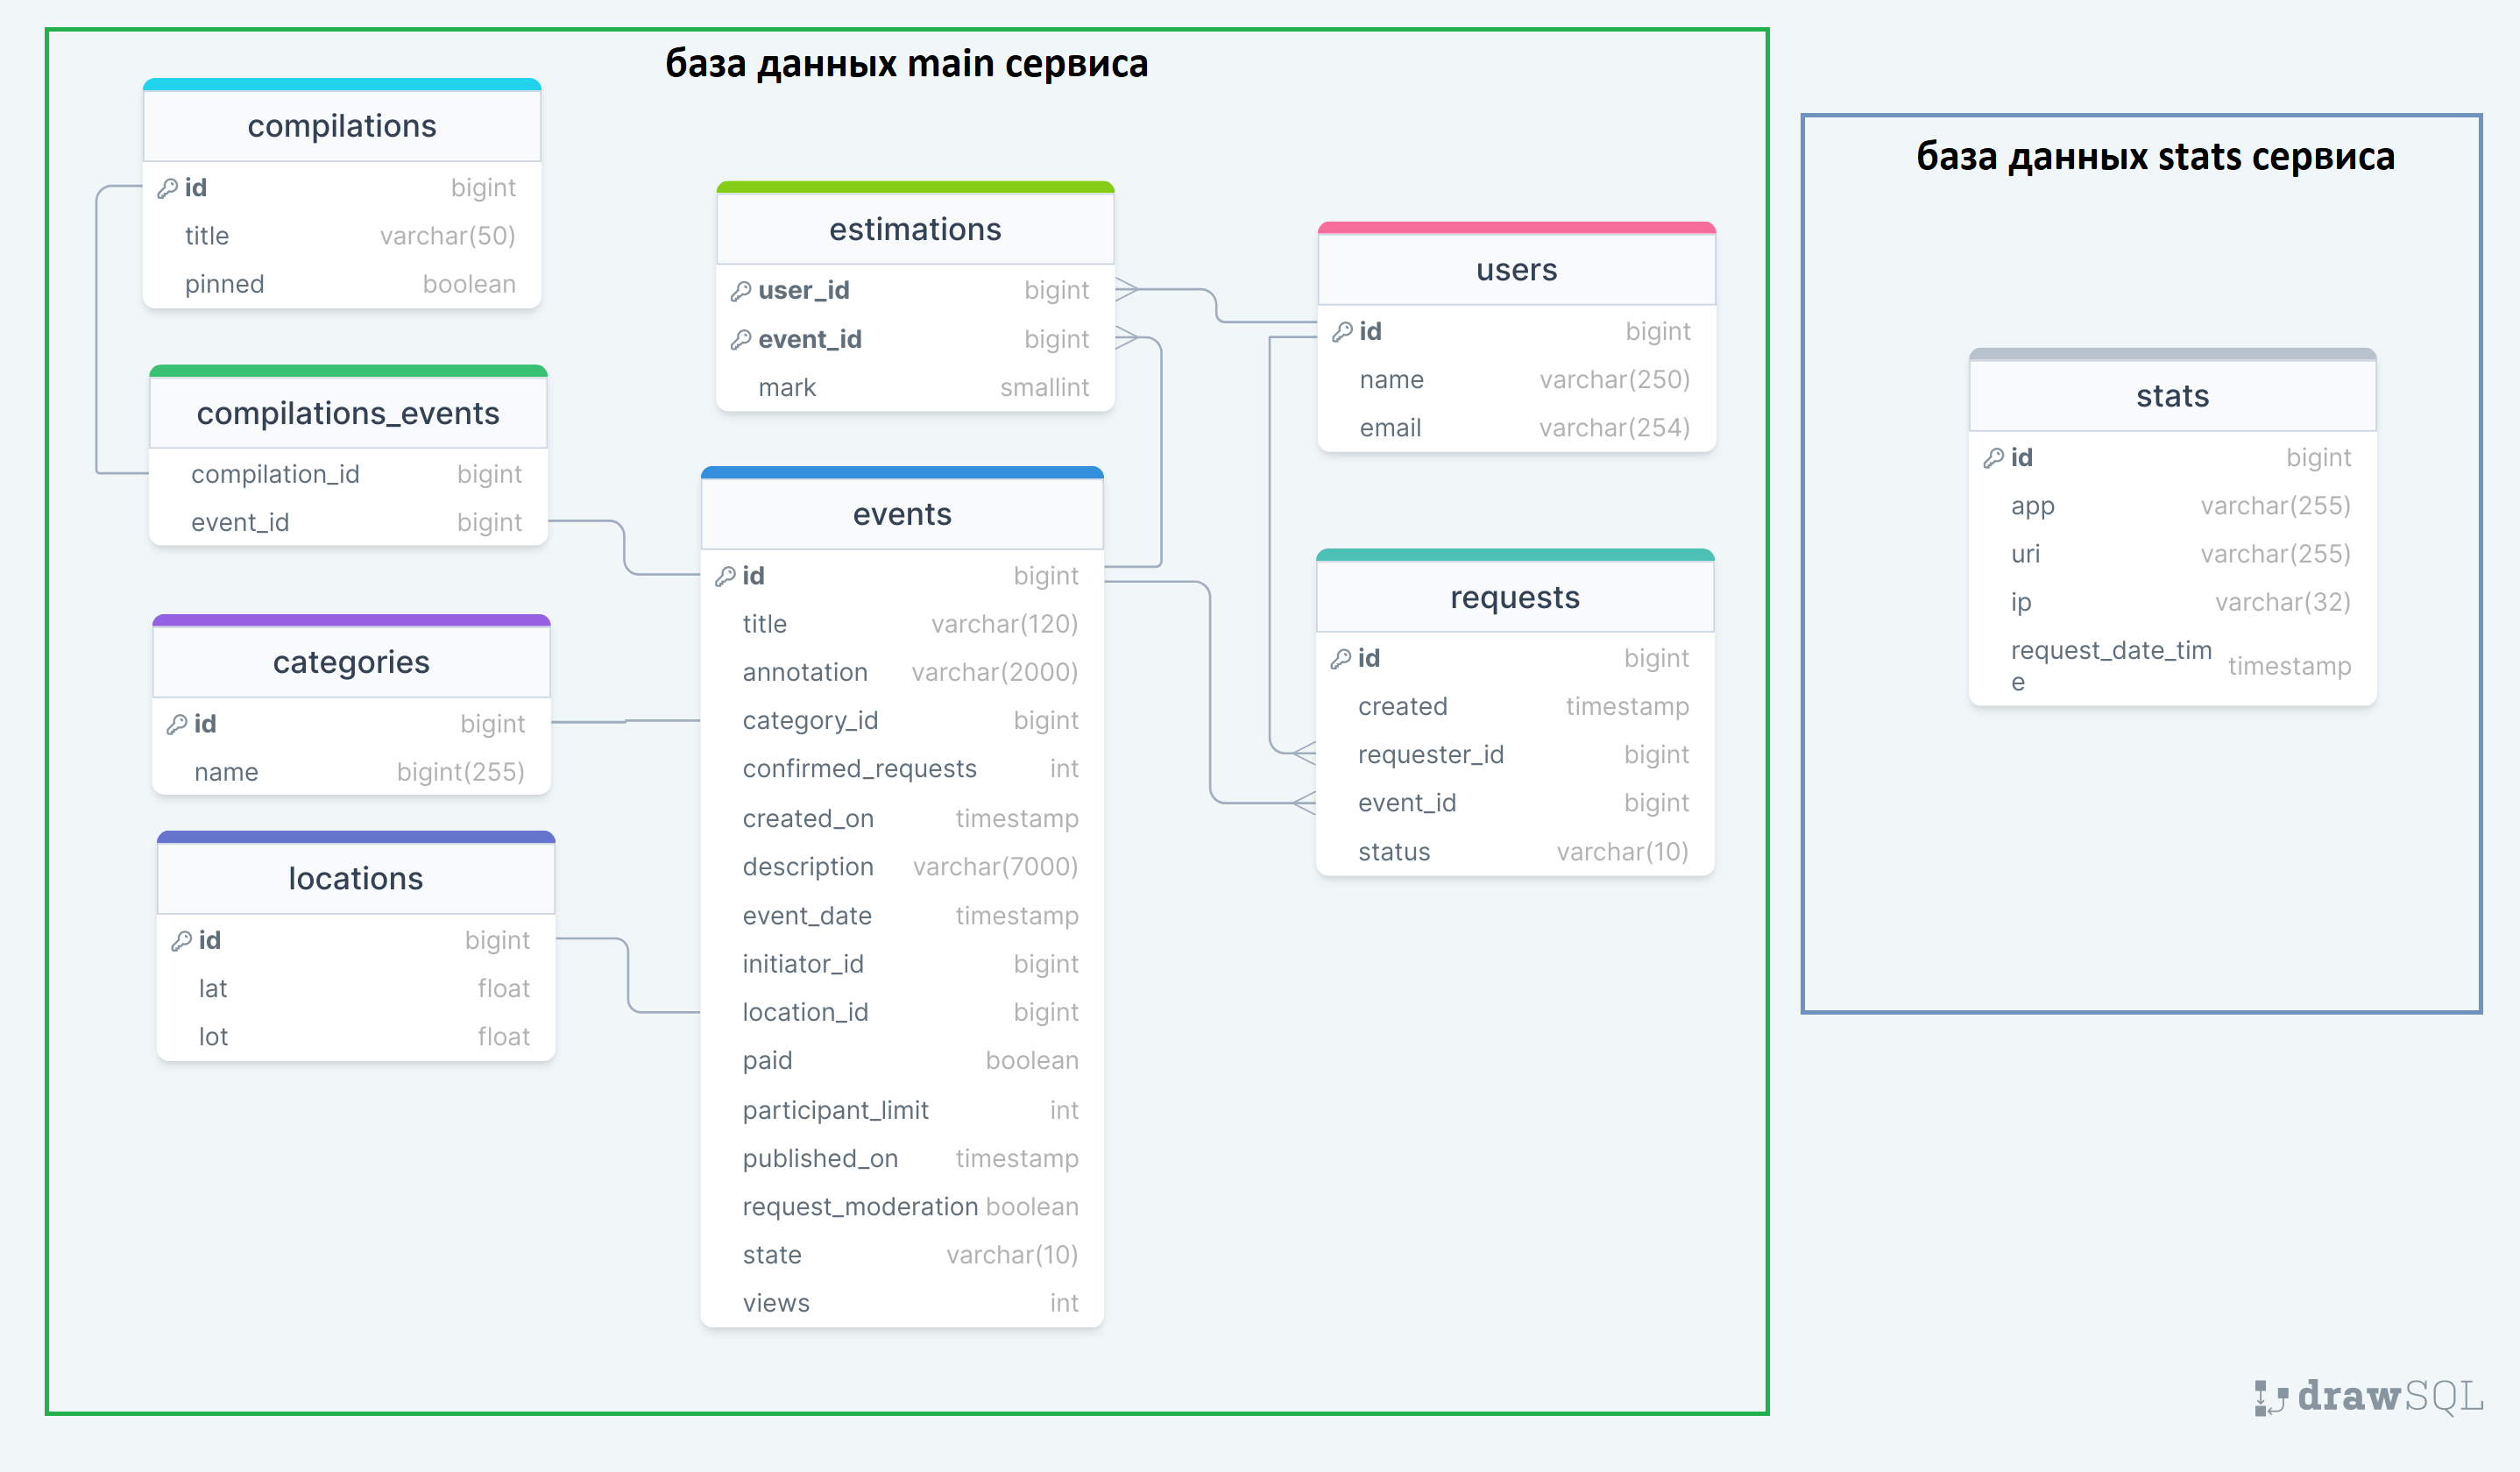 база данных main сервиса
compilations
id bigint
title varchar(50)
pinned boolean
compilations_events
compilation_id bigint
event_id bigint
categories
id bigint
name bigint(255)
locations
id bigint
lat float
lot float
estimations
user_id bigint
event_id bigint
mark smallint
events
id bigint
title varchar(120)
annotation varchar(2000)
category_id bigint
confirmed_requests int
created_on timestamp
description varchar(7000)
event_date timestamp
initiator_id bigint
location_id bigint
paid boolean
participant_limit int
published_on timestamp
request_moderation boolean
state varchar(10)
views int
users
id bigint
name varchar(250)
email varchar(254)
requests
id bigint
created timestamp
requester_id bigint
event_id bigint
status varchar(10)
база данных stats сервиса
stats
id bigint
app varchar(255)
uri varchar(255)
ip varchar(32)
request_date_tim timestamp
e
drawSQL